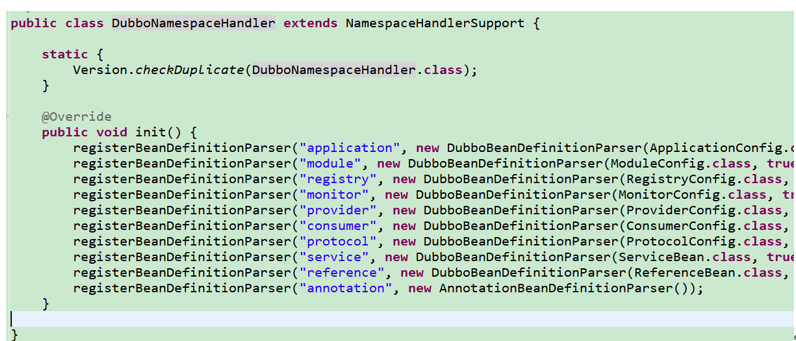 public class DubboNamespaceHandler extends NamespaceHandlerSupport {
static {
Version.checkDuplicate(DubboNamespaceHandler.class);
}
@Override
public void init() {
registerBeanDefinitionParser("application", new DubboBeanDefinitionParser(ApplicationConfig.c
registerBeanDefinitionParser("module", new DubboBeanDefinitionParser(ModuleConfig.class, true
registerBeanDefinitionParser("registry", new DubboBeanDefinitionParser(RegistryConfig.class,
registerBeanDefinitionParser("monitor", new DubboBeanDefinitionParser(MonitorConfig.class, tr
registerBeanDefinitionParser("provider", new DubboBeanDefinitionParser(ProviderConfig.class,
registerBeanDefinitionParser("consumer", new DubboBeanDefinitionParser(ConsumerConfig.class,
registerBeanDefinitionParser("protocol", new DubboBeanDefinitionParser(ProtocolConfig.class,
registerBeanDefinitionParser("service", new DubboBeanDefinitionParser(ServiceBean.class, true
registerBeanDefinitionParser("reference", new DubboBeanDefinitionParser(ReferenceBean.class,
registerBeanDefinitionParser("annotation", new AnnotationBeanDefinitionParser());
}
}